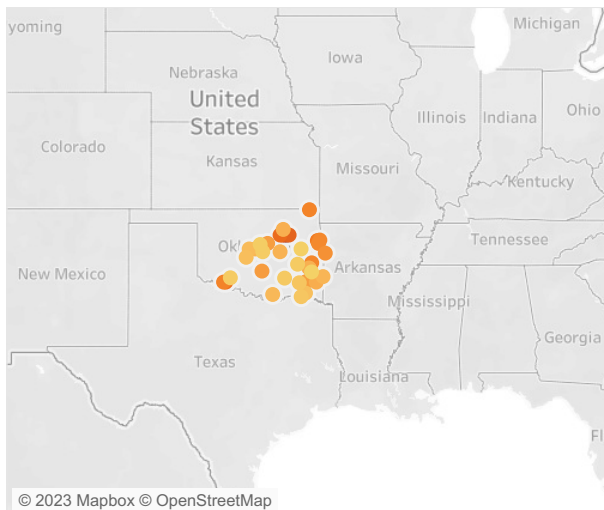 Michigan
yoming
Iowa
Nebraska
United
States
Illinois
Indiana
Ohio
Colorado
Kansas
Missouri
Kentucky
Okl
Tennessee
New Mexico
Arkansas
Mississippi
Georgia
Texas
Louisiana
Fl
© 2023 Mapbox © OpenStreetMap